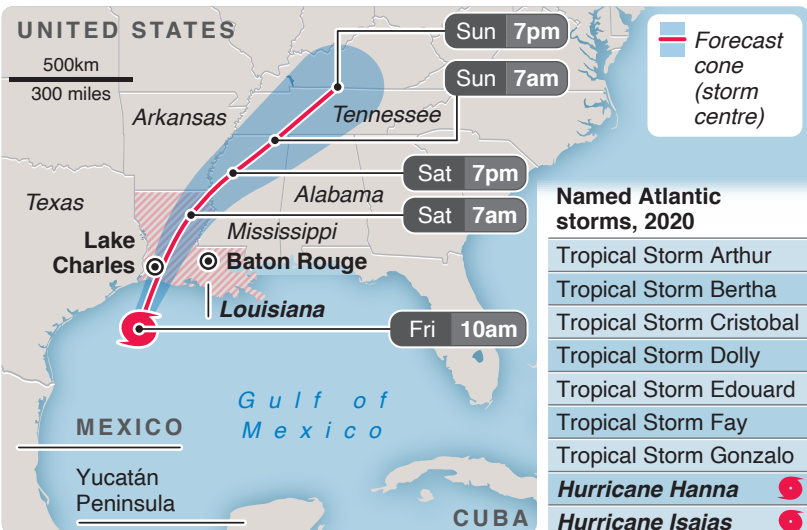 UNITED STATES
500km
300 miles
Sun 7pm
Sun 7am
Forecast
cone
(storm
centre)
Arkansas
Tennessee
Sat 7pm
Texas
Alabama
Sat 7am
Mississippi
Lake
Charles
Baton Rouge
Louisiana
Fri 10am
Gulf of
Mexico
MEXICO
Yucatán
Peninsula
CUBA
Named Atlantic
storms, 2020
Tropical Storm Arthur
Tropical Storm Bertha
Tropical Storm Cristobal
Tropical Storm Dolly
Tropical Storm Edouard
Tropical Storm Fay
Tropical Storm Gonzalo
Hurricane Hanna
Hurricane Isaias